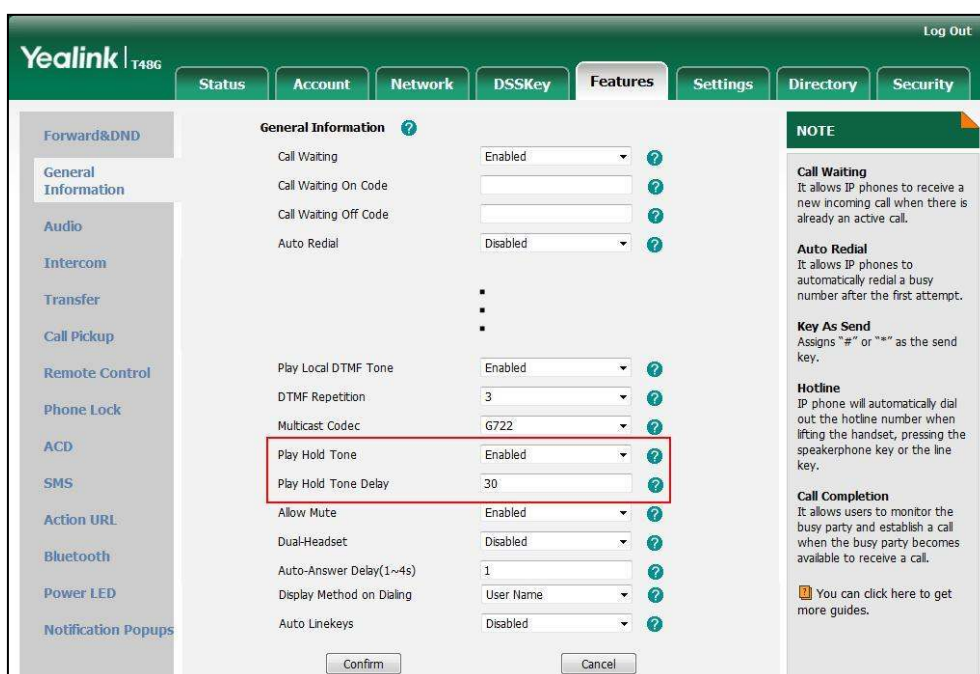 Log Out
Yealink T48G
Status Account Network DSSKey Features Settings Directory Security
Forward&DND
General
Information
Audio
Intercom
Transfer
Call Pickup
Remote Control
Phone Lock
ACD
SMS
Action URL
Bluetooth
Power LED
Notification Popups
General Information ?
Call Waiting Enabled ?
Call Waiting On Code ?
Call Waiting Off Code ?
Auto Redial Disabled ?
Play Local DTMF Tone Enabled ?
DTMF Repetition 3 ?
Multicast Codec G722 ?
Play Hold Tone Enabled ?
Play Hold Tone Delay 30 ?
Allow Mute Enabled ?
Dual-Headset Disabled ?
Auto-Answer Delay(1~4s) 1 ?
Display Method on Dialing User Name ?
Auto Linekeys Disabled ?
Confirm Cancel
NOTE
Call Waiting
It allows IP phones to receive a
new incoming call when there is
already an active call.
Auto Redial
It allows IP phones to
automatically redial a busy
number after the first attempt.
Key As Send
Assigns "#" or "*" as the send
key.
Hotline
IP phone will automatically dial
out the hotline number when
lifting the handset, pressing the
speakerphone key or the line
key.
Call Completion
It allows users to monitor the
busy party and establish a call
when the busy party becomes
available to receive a call.
? You can click here to get
more guides.